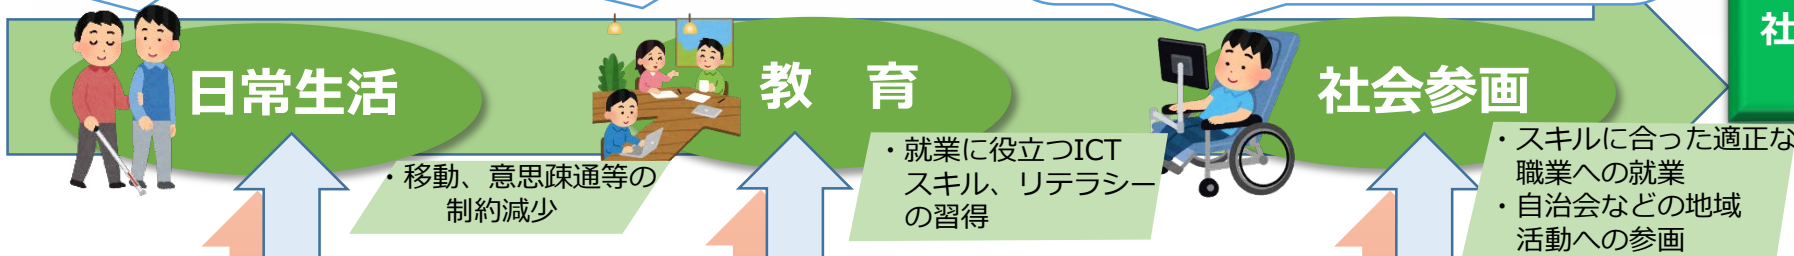 日常生活
・移動、意思疎通等の
制約減少
教　育
・就業に役立つICT
スキル、リテラシー
の習得
社会参画
・スキルに合った適正な
職業への就業
・自治会などの地域
活動への参画
社